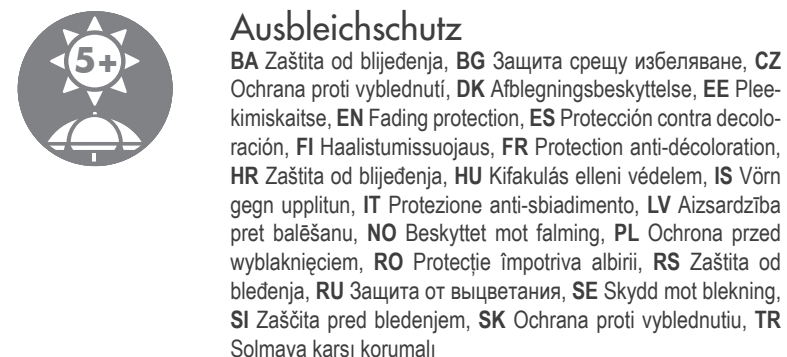 5+
Ausbleichschutz
BA Zaštita od blijeđenja, BG Защита срещу избеляване, CZ
Ochrana proti vyblednutí, DK Afblegningsbeskyttelse, EE Plee-
kimiskaitse, EN Fading protection, ES Protección contra decolo-
ración, FI Haalistumissuojaus, FR Protection anti-décoloration,
HR Zaštita od blijeđenja, HU Kifakulás elleni védelem, IS Vörn
gegn upplitun, IT Protezione anti-sbiadimento, LV Aizsardzība
pret balēšanu, NO Beskyttet mot falming, PL Ochrona przed
wyblaknięciem, RO Protecție împotriva albirii, RS Zaštita od
bleđenja, RU Защита от выцветания, SE Skydd mot blekning,
SI Zaščita pred bledenjem, SK Ochrana proti vyblednutiu, TR
Solmaya karşı korumalı